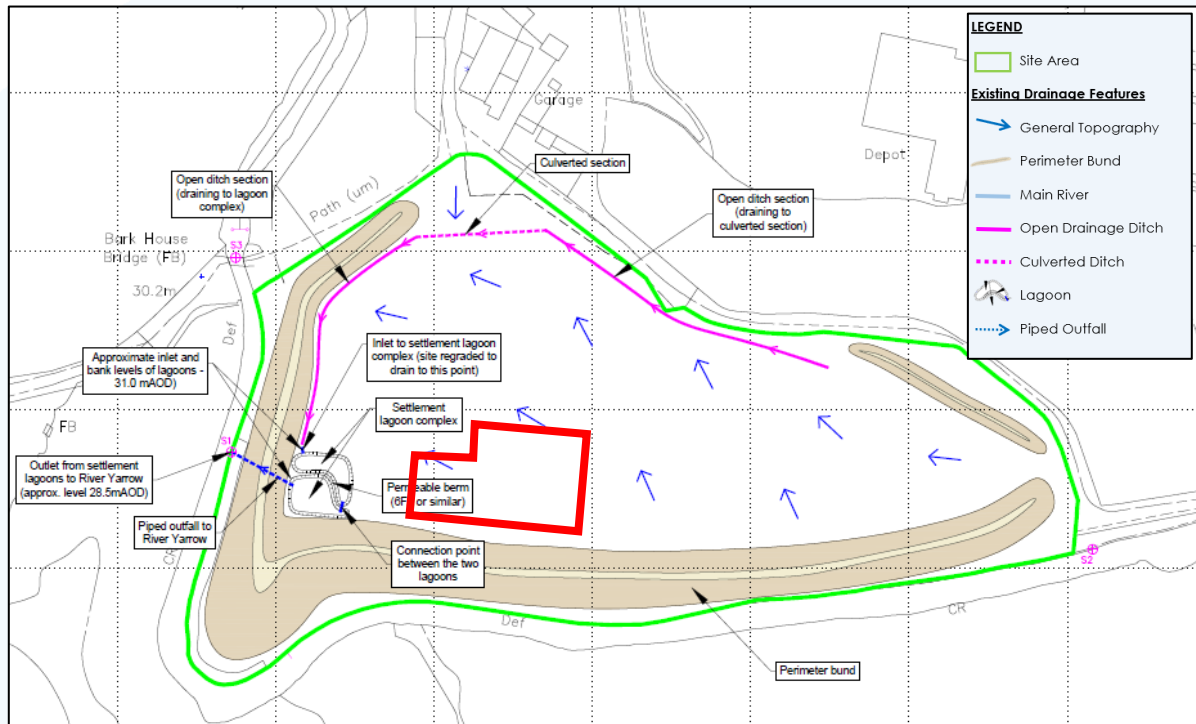 LEGEND
Site Area
Existing Drainage Features
General Topography
Perimeter Bund
Main River
Open Drainage Ditch
Culverted Ditch
Lagoon
Piped Outfall
Garage
Depot
Culverted section
Open ditch section
(draining to lagoon
complex)
Open ditch section
(draining to
culverted section)
Path (um)
Bark House
Bridge (FB)
S3
30.2m
Def
Approximate inlet and
bank levels of lagoons -
31.0 mAOD)
Inlet to settlement lagoon
complex (site regraded to
drain to this point)
Settlement
lagoon complex
FB
S1
Outlet from settlement
lagoons to River Yarrow
(approx. level 28.5mAOD)
Permeable berm
or similar)
Piped outfall to
River Yarrow
Connection point
between the two
lagoons
CR
S2
CR
Def
Perimeter bund